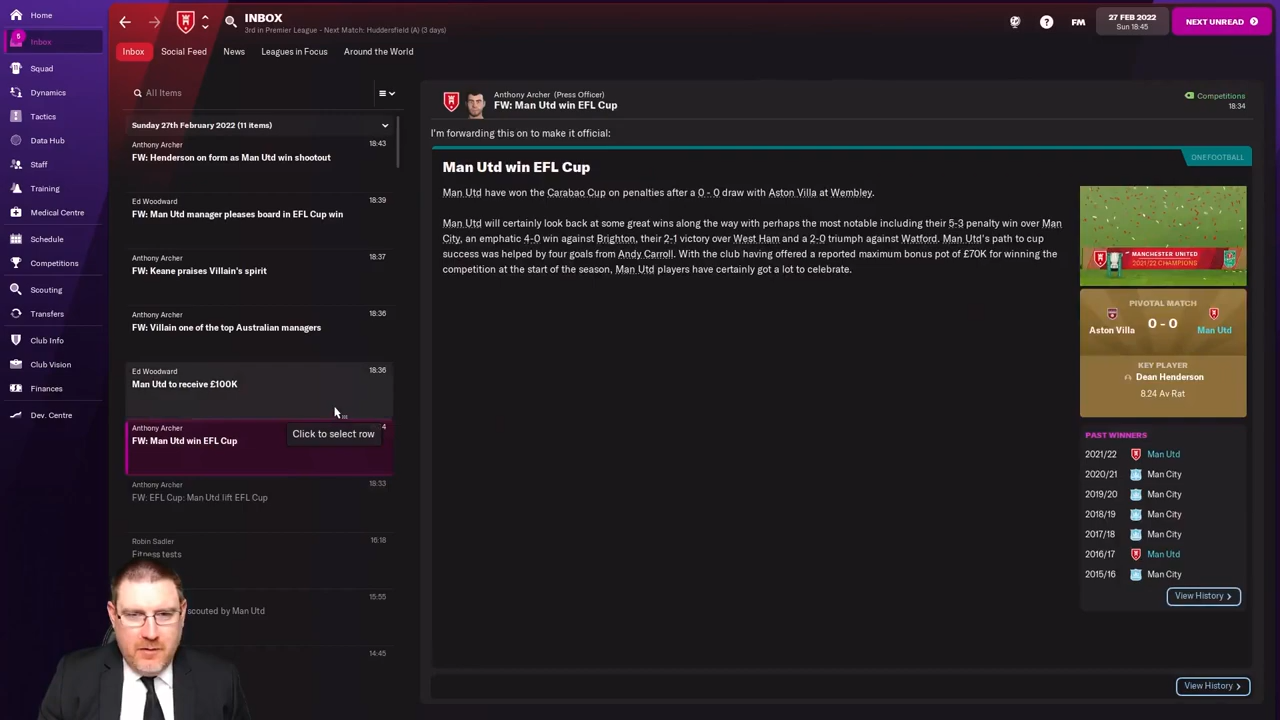 Home
Inbox
5
Squad
Dynamics
Tactics
Data Hub
Staff
Training
Medical Centre
Schedule
Competitions
Scouting
Transfers
Club Info
Club Vision
Finances
Dev. Centre
INBOX
3rd in Premier League - Next Match: Huddersfield (A) (3 days)
FM
27 FEB 2022
Sun 18:45
NEXT UNREAD
Inbox
Social Feed
News
Leagues in Focus
Around the World
All Items
Sunday 27th February 2022 (11 items)
Anthony Archer 18:43
FW: Henderson on form as Man Utd win shootout
Ed Woodward 18:39
FW: Man Utd manager pleases board in EFL Cup win
Anthony Archer 18:37
FW: Keane praises Villain's spirit
Anthony Archer 18:36
FW: Villain one of the top Australian managers
Ed Woodward 18:36
Man Utd to receive £100K
Anthony Archer 4
FW: Man Utd win EFL Cup
Click to select row
Anthony Archer 18:33
FW: EFL Cup: Man Utd lift EFL Cup
Robin Sadler 16:18
Fitness tests
15:55
scouted by Man Utd
14:45
Anthony Archer (Press Officer)
FW: Man Utd win EFL Cup
Competitions
18:34
I'm forwarding this on to make it official:
ONEFOOTBALL
Man Utd win EFL Cup
Man Utd have won the Carabao Cup on penalties after a 0 - 0 draw with Aston Villa at Wembley.
Man Utd will certainly look back at some great wins along the way with perhaps the most notable including their 5-3 penalty win over Man
City, an emphatic 4-0 win against Brighton, their 2-1 victory over West Ham and a 2-0 triumph against Watford. Man Utd's path to cup
success was helped by four goals from Andy Carroll. With the club having offered a reported maximum bonus pot of £70K for winning the
competition at the start of the season, Man Utd players have certainly got a lot to celebrate.
MANCHESTER UNITED
2021/22 CHAMPIONS
PIVOTAL MATCH
Aston Villa 0 - 0 Man Utd
KEY PLAYER
Dean Henderson
8.24 Av Rat
PAST WINNERS
2021/22 Man Utd
2020/21 Man City
2019/20 Man City
2018/19 Man City
2017/18 Man City
2016/17 Man Utd
2015/16 Man City
View History
View History